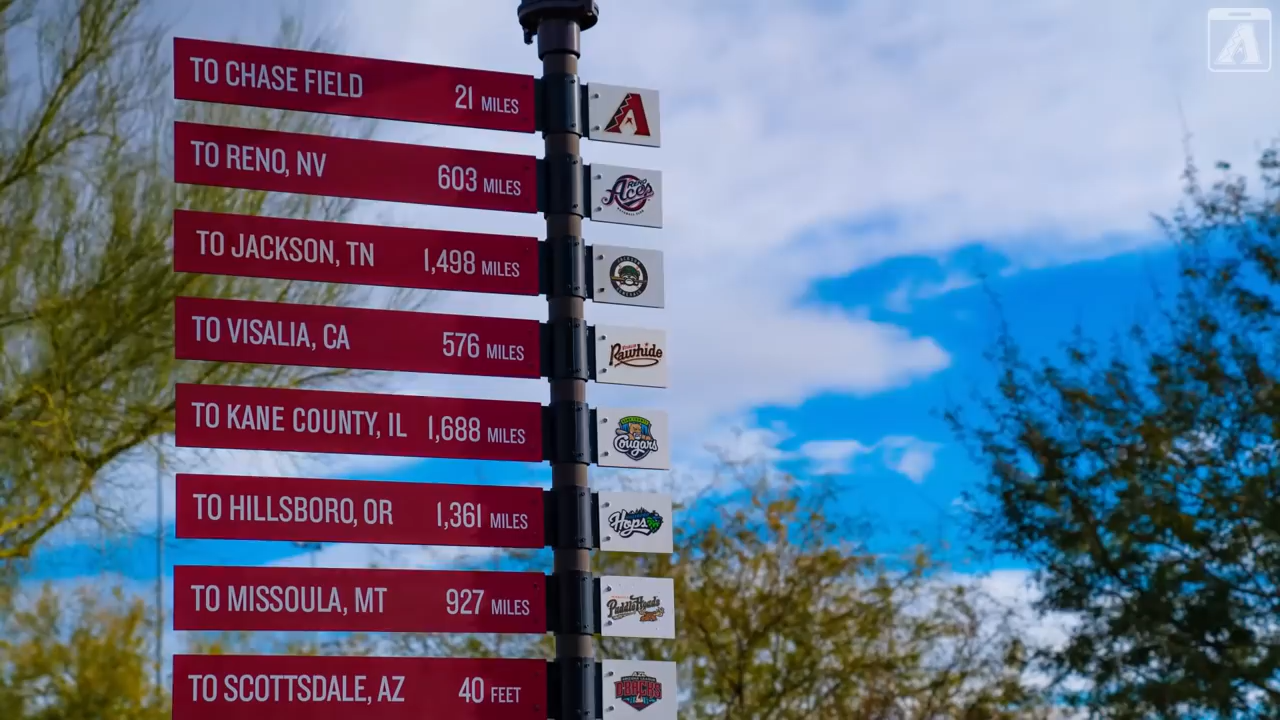 TO CHASE FIELD 21 MILES
A
TO RENO, NV 603 MILES
RENO
Aces
TO JACKSON, TN 1,498 MILES
TO VISALIA, CA 576 MILES
Rawhide
TO KANE COUNTY, IL 1,688 MILES
Cougars
TO HILLSBORO, OR 1,361 MILES
Hops
TO MISSOULA, MT 927 MILES
PaddleHeads
TO SCOTTSDALE, AZ 40 FEET
A